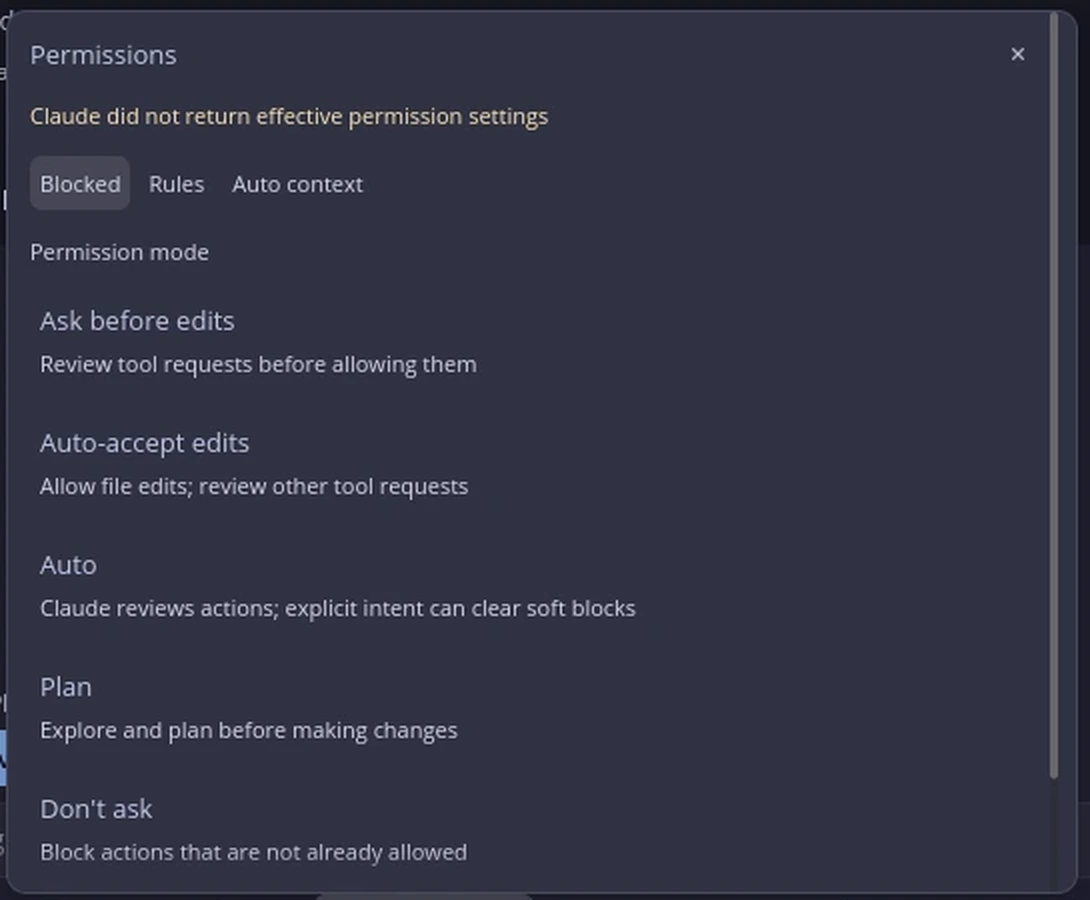 Permissions
×
Claude did not return effective permission settings
Blocked Rules Auto context
Permission mode
Ask before edits
Review tool requests before allowing them
Auto-accept edits
Allow file edits; review other tool requests
Auto
Claude reviews actions; explicit intent can clear soft blocks
Plan
Explore and plan before making changes
Don't ask
Block actions that are not already allowed